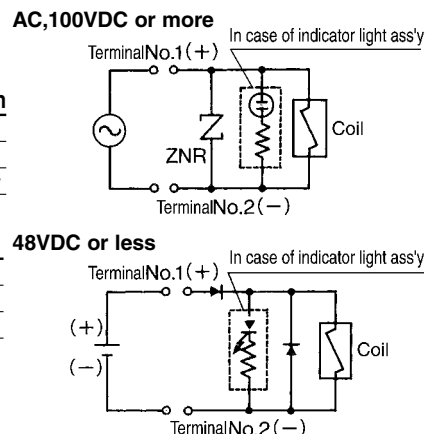 AC,100VDC or more
In case of indicator light ass'y
TerminalNo.1(+)
n
ZNR
Coil
TerminalNo.2(−)
48VDC or less
In case of indicator light ass'y
TerminalNo.1(+)
(+)
(−)
Coil
TerminalNo.2(−)